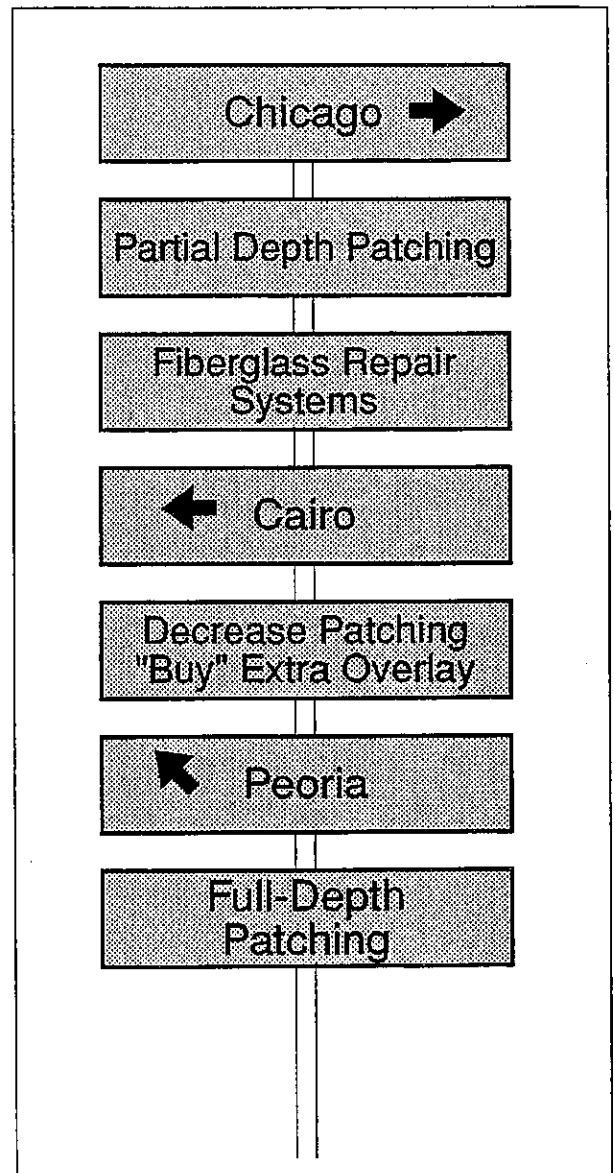 Chicago
Partial Depth Patching
Fiberglass Repair
Systems
Cairo
Decrease Patching
"Buy" Extra Overlay
Peoria
Full-Depth
Patching